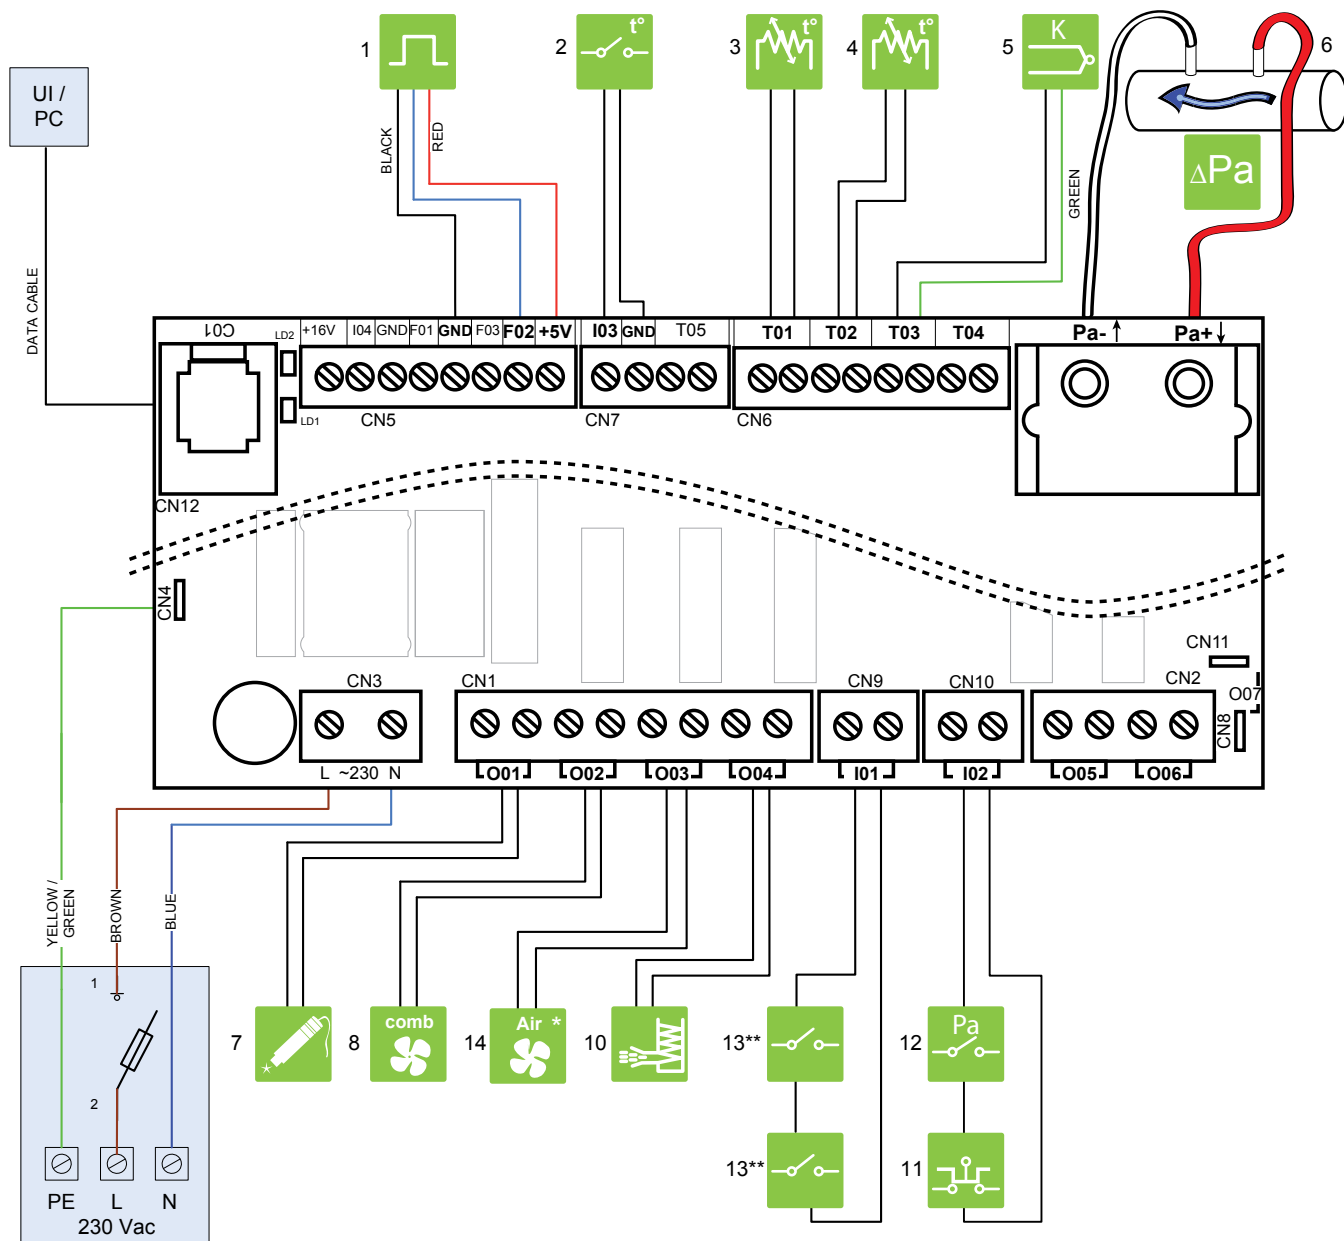 1
2
t°
3
t°
4
t°
5
K
6
UI /
PC
BLACK
RED
GREEN
ΔPa
DATA CABLE
C01
LD2
+16V
I04
GND
F01
GND
F03
F02
+5V
I03
GND
T05
T01
T02
T03
T04
Pa-
Pa+
LD1
CN5
CN7
CN6
CN12
CN4
CN11
CN3
CN1
CN9
CN10
CN2
O07
CN8
L ~230 N
O01
O02
O03
O04
I01
I02
O05
O06
YELLOW /
GREEN
BROWN
BLUE
1
2
PE
L
N
230 Vac
7
8
comb
14
Air *
10
13**
12
Pa
13**
11